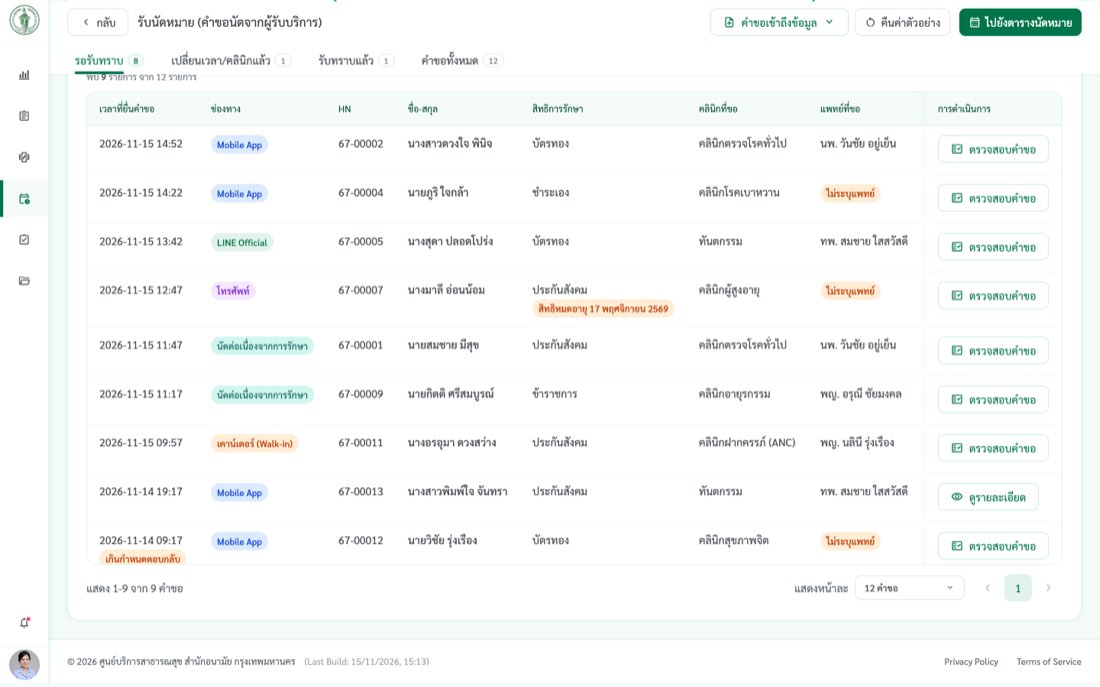 กลับ
รับนัดหมาย (คำขอนัดจากผู้รับบริการ)
คำขอเข้าถึงข้อมูล
คืนค่าตัวอย่าง
ไปยังตารางนัดหมาย
รอรับทราบ 8
เปลี่ยนเวลา/คลินิกแล้ว 1
รับทราบแล้ว 1
คำขอทั้งหมด 12
พบ 9 รายการ จาก 12 รายการ
เวลาที่ยื่นคำขอ ช่องทาง HN ชื่อ-สกุล สิทธิการรักษา คลินิกที่ขอ แพทย์ที่ขอ การดำเนินการ
2026-11-15 14:52 Mobile App 67-00002 นางสาวดวงใจ พินิจ บัตรทอง คลินิกตรวจโรคทั่วไป นพ. วันชัย อยู่เย็น ตรวจสอบคำขอ
2026-11-15 14:22 Mobile App 67-00004 นายภูริ ใจกล้า ชำระเอง คลินิกโรคเบาหวาน ไม่ระบุแพทย์ ตรวจสอบคำขอ
2026-11-15 13:42 LINE Official 67-00005 นางสุดา ปลอดโปร่ง บัตรทอง ทันตกรรม ทพ. สมชาย ใสสวัสดี ตรวจสอบคำขอ
2026-11-15 12:47 โทรศัพท์ 67-00007 นางมาลี อ่อนน้อม ประกันสังคม คลินิกผู้สูงอายุ ไม่ระบุแพทย์ ตรวจสอบคำขอ
สิทธิหมดอายุ 17 พฤศจิกายน 2569
2026-11-15 11:47 นัดต่อเนื่องจากการรักษา 67-00001 นายสมชาย มีสุข ประกันสังคม คลินิกตรวจโรคทั่วไป นพ. วันชัย อยู่เย็น ตรวจสอบคำขอ
2026-11-15 11:17 นัดต่อเนื่องจากการรักษา 67-00009 นายกิตติ ศรีสมบูรณ์ ข้าราชการ คลินิกอายุรกรรม พญ. อรุณี ชัยมงคล ตรวจสอบคำขอ
2026-11-15 09:57 เคาน์เตอร์ (Walk-in) 67-00011 นางอรอุมา ดวงสว่าง ประกันสังคม คลินิกฝากครรภ์ (ANC) พญ. นลินี รุ่งเรือง ตรวจสอบคำขอ
2026-11-14 19:17 Mobile App 67-00013 นางสาวพิมพ์ใจ จันทรา ประกันสังคม ทันตกรรม ทพ. สมชาย ใสสวัสดี ดูรายละเอียด
2026-11-14 09:17 Mobile App 67-00012 นายวิชัย รุ่งเรือง บัตรทอง คลินิกสุขภาพจิต ไม่ระบุแพทย์ ตรวจสอบคำขอ
เกินกำหนดตอบกลับ
แสดง 1-9 จาก 9 คำขอ
แสดงหน้าละ 12 คำขอ 1
© 2026 ศูนย์บริการสาธารณสุข สำนักอนามัย กรุงเทพมหานคร (Last Build: 15/11/2026, 15:13)
Privacy Policy Terms of Service